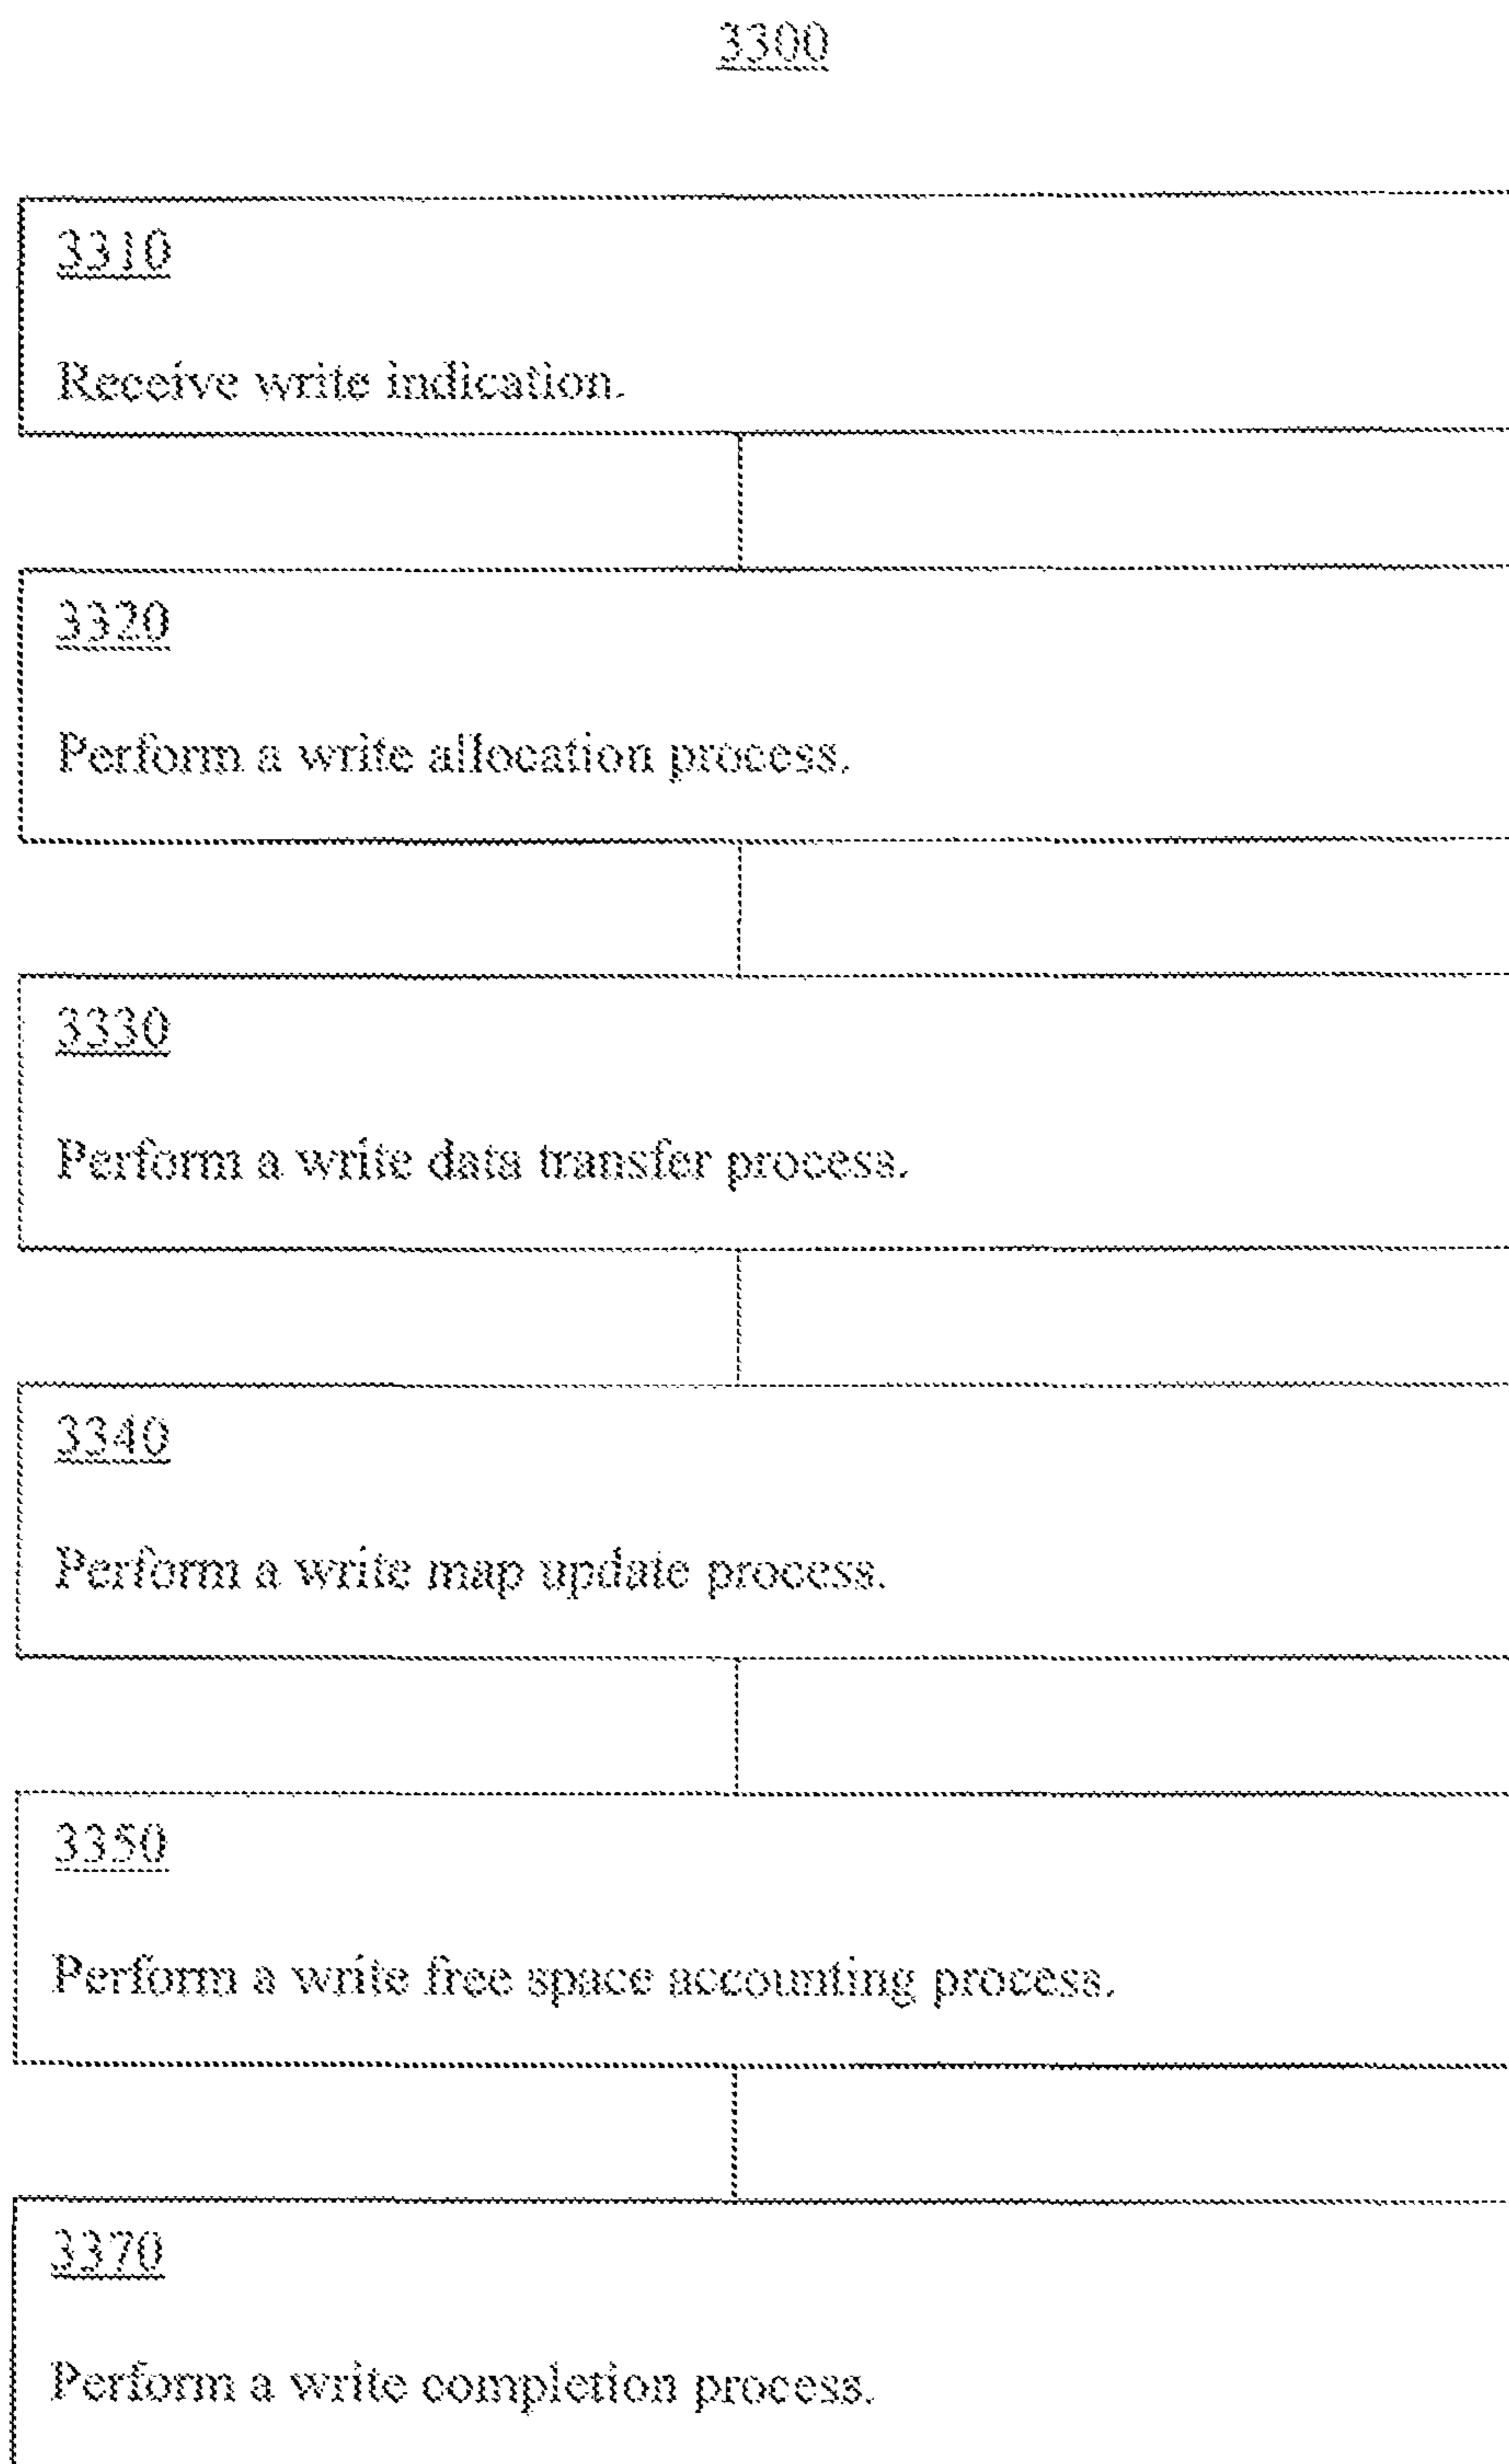 3300
3310
Receive write indication.
3320
Perform a write allocation process.
3330
Perform a write data transfer process.
3340
Perform a write map update process.
3350
Perform a write free space accounting process.
3370
Perform a write completion process.